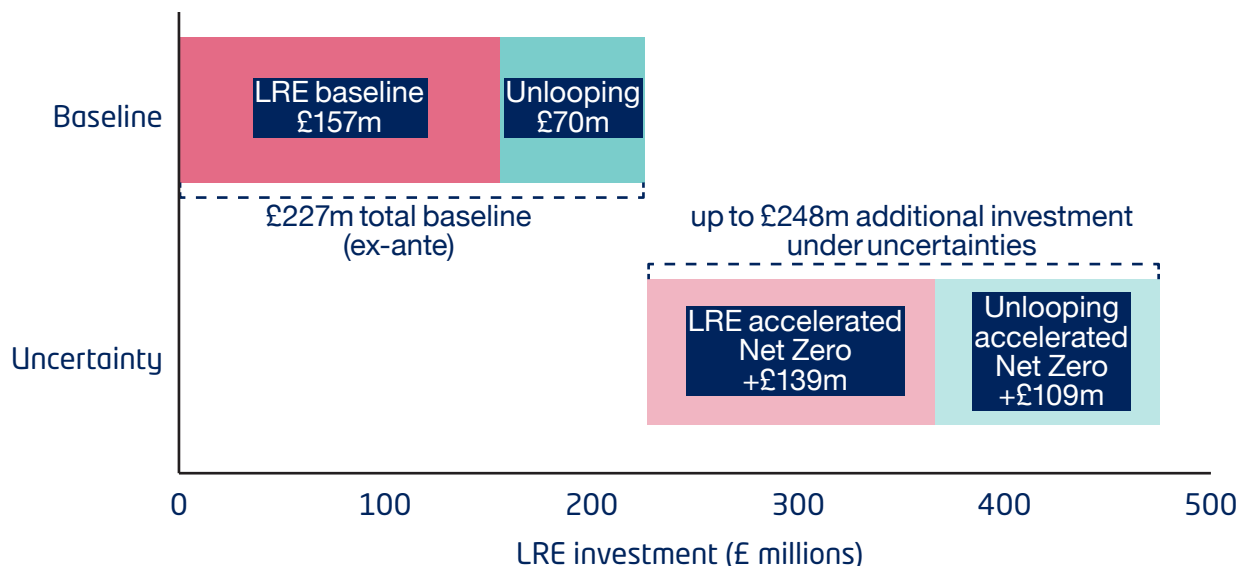 Baseline
LRE baseline
£157m
Unlooping
£70m
£227m total baseline
(ex-ante)
up to £248m additional investment
under uncertainties
Uncertainty
LRE accelerated
Net Zero
+£139m
Unlooping
accelerated
Net Zero
+£109m
0 100 200 300 400 500
LRE investment (£ millions)